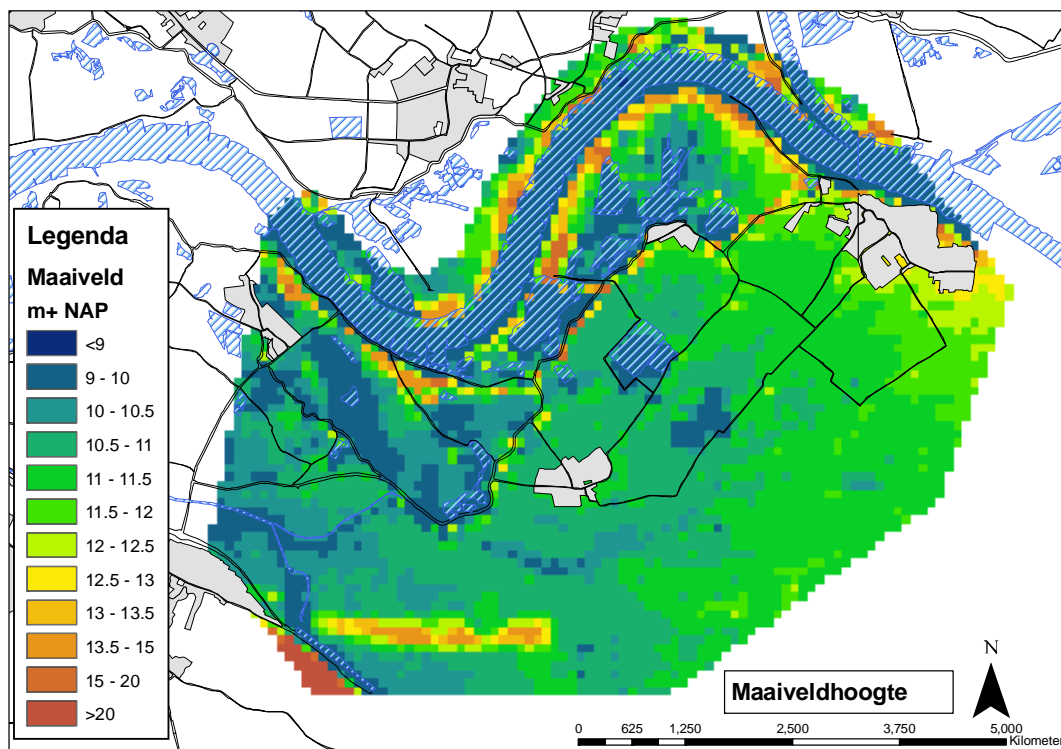 Legenda
Maaiveld
m+ NAP
<9
9 - 10
10 - 10.5
10.5 - 11
11 - 11.5
11.5 - 12
12 - 12.5
12.5 - 13
13 - 13.5
13.5 - 15
15 - 20
>20
Maaiveldhoogte
N
0 625 1,250 2,500 3,750 5,000
Kilometer